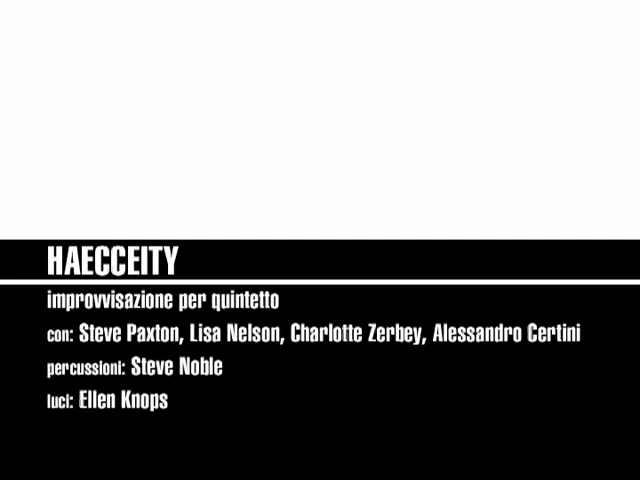 HAECCEITY
improvvisazione per quintetto
con: Steve Paxton, Lisa Nelson, Charlotte Zerbey, Alessandro Certini
percussioni: Steve Noble
luci: Ellen Knops